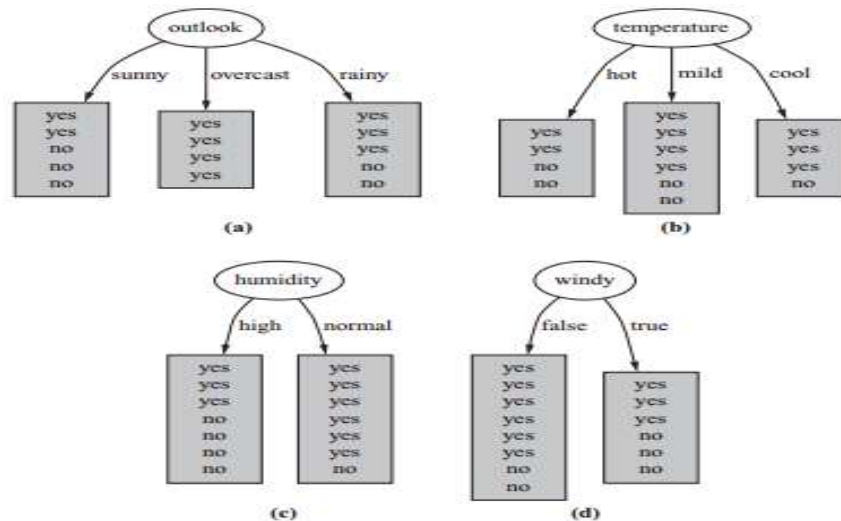 outlook
sunny
overcast
rainy
yes
yes
no
no
no
yes
yes
yes
yes
yes
yes
yes
no
no
(a)
temperature
hot
mild
cool
yes
yes
no
no
yes
yes
yes
yes
no
no
yes
yes
yes
no
(b)
humidity
high
normal
yes
yes
yes
no
no
no
no
yes
yes
yes
yes
yes
yes
no
(c)
windy
false
true
yes
yes
yes
yes
yes
yes
no
no
yes
yes
yes
no
no
no
(d)